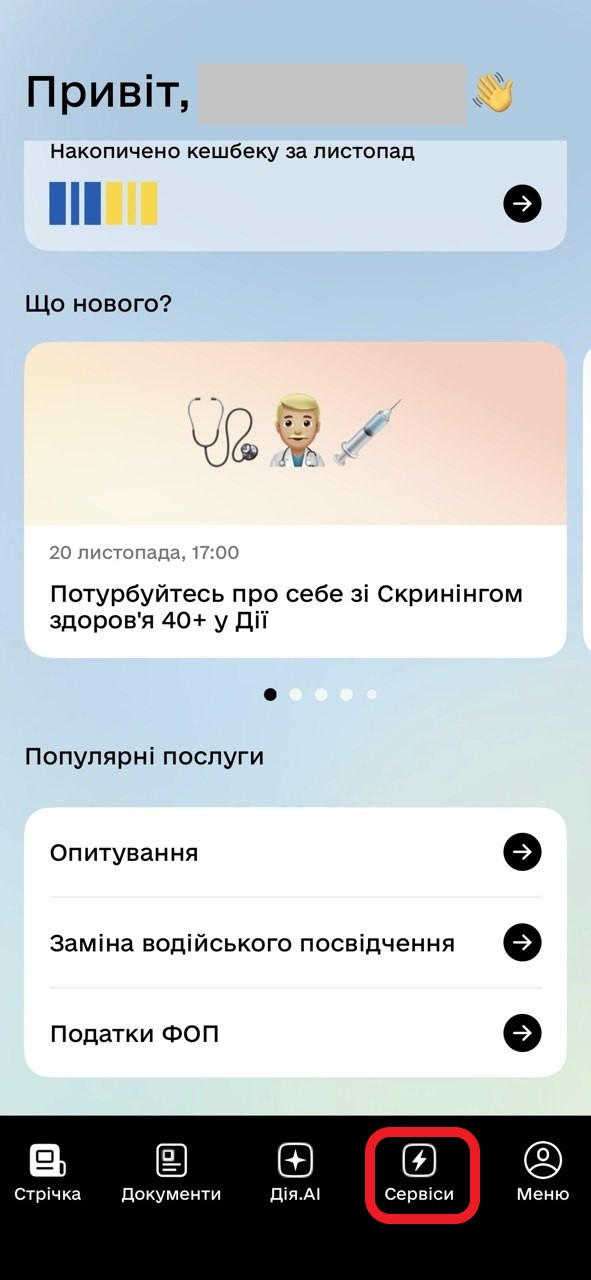 Привіт,
Накопичено кешбеку за листопад
Що нового?
20 листопада, 17:00
Потурбуйтесь про себе зі Скринінгом
здоров'я 40+ у Дії
Популярні послуги
Опитування
Заміна водійського посвідчення
Податки ФОП
Стрічка
Документи
Дія.AI
Сервіси
Меню